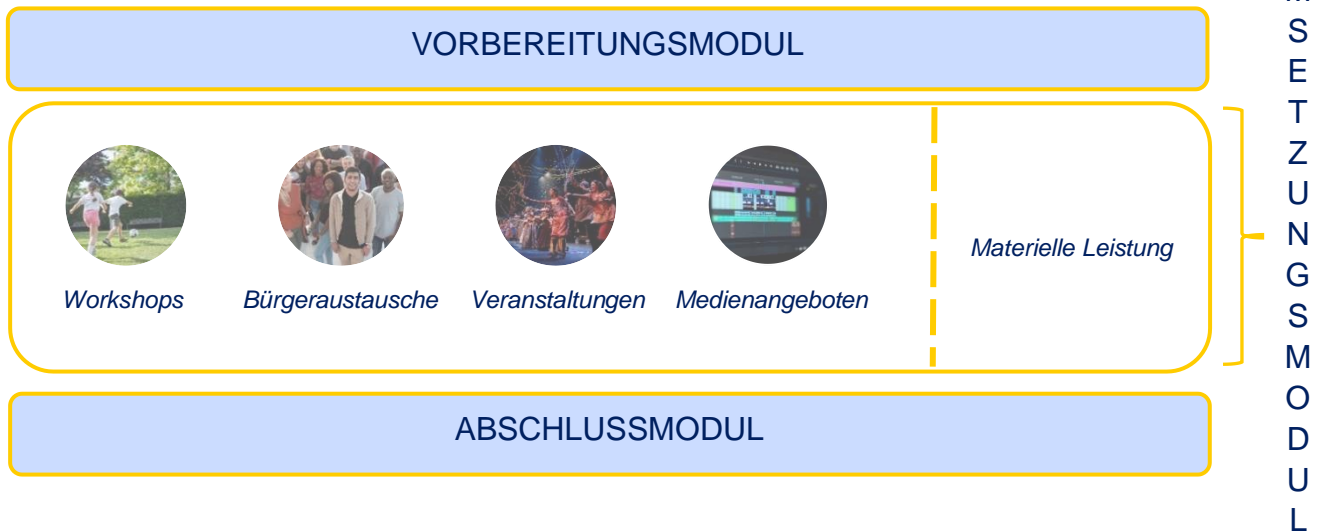 VORBEREITUNGSMODUL
Workshops
Bürgeraustausche
Veranstaltungen
Medienangeboten
Materielle Leistung
ABSCHLUSSMODUL
S
E
T
Z
U
N
G
S
M
O
D
U
L